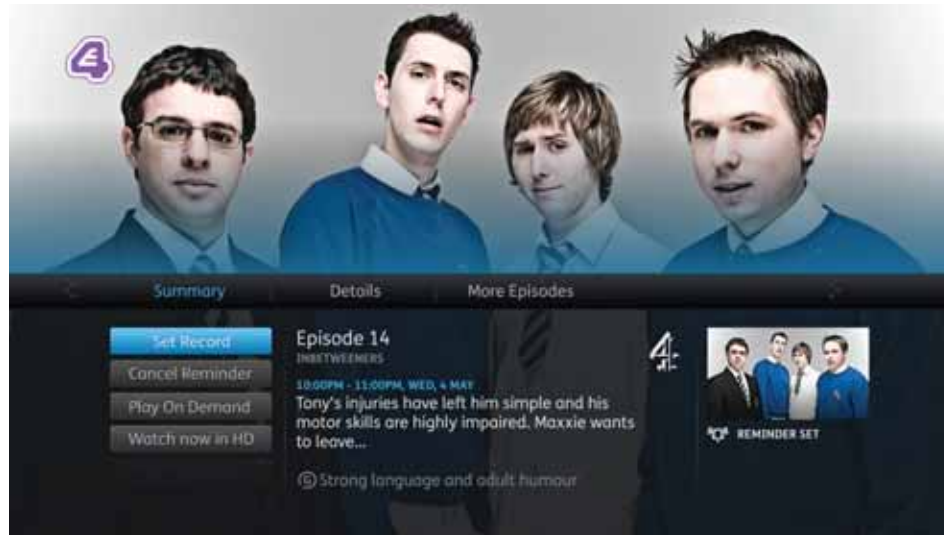 4
Summary
Details
More Episodes
Set Record
Cancel Reminder
Play On Demand
Watch now in HD
Episode 14
INBETWEENERS
10:00PM - 11:00PM, WED, 4 MAY
Tony's injuries have left him simple and his
motor skills are highly impaired. Maxxie wants
to leave...
G Strong language and adult humour
4
REMINDER SET